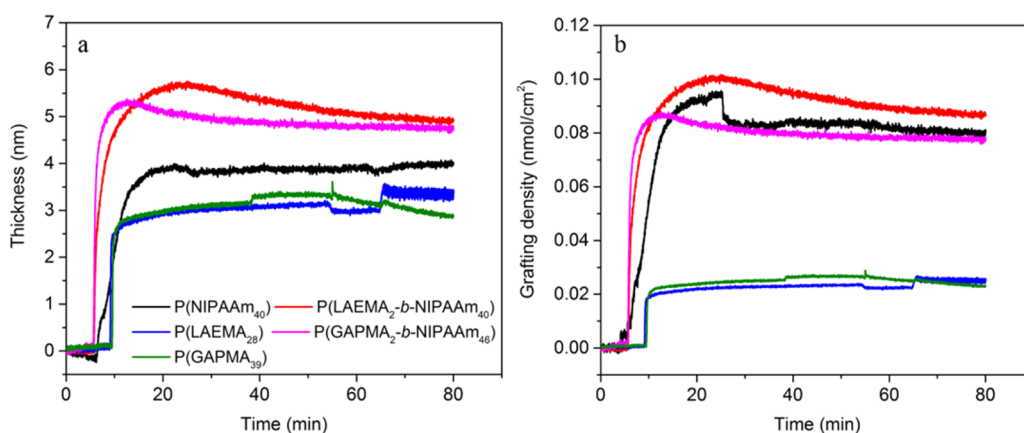 a
Thickness (nm)
7
6
5
4
3
2
1
0
P(NIPAAm₄₀) P(LAEMA₂-b-NIPAAm₄₀)
P(LAEMA₂₈) P(GAPMA₂-b-NIPAAm₄₆)
P(GAPMA₃₉)
0 20 40 60 80
Time (min)
b
Grafting density (nmol/cm²)
0.12
0.10
0.08
0.06
0.04
0.02
0.00
0 20 40 60 80
Time (min)